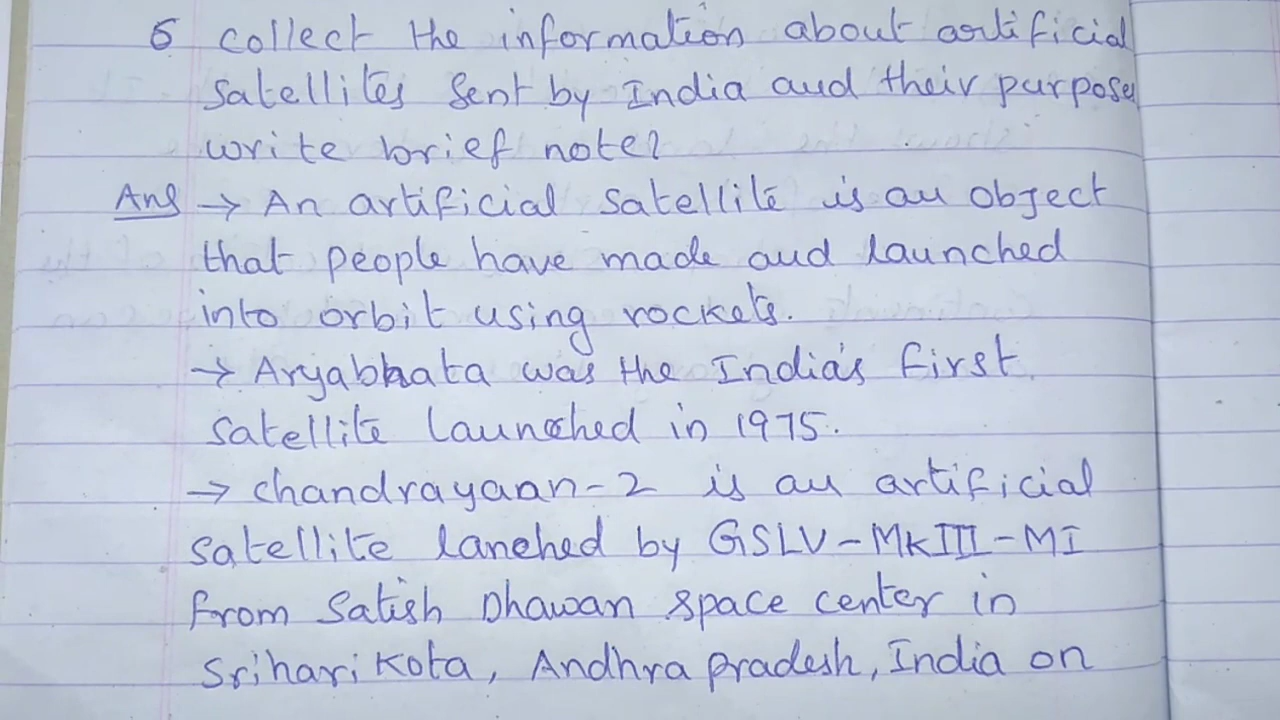 6 collect the information about artificial
satellites sent by India and their purpose
write brief note?
Ans → An artificial satellite is an object
that people have made and launched
into orbit using rockets.
→ Aryabhata was the India's first
satellite launched in 1975.
→ chandrayaan-2 is an artificial
satellite lanched by GSLV-MkIII-MI
from Satish Dhawan space center in
Sriharikota, Andhra pradesh, India on